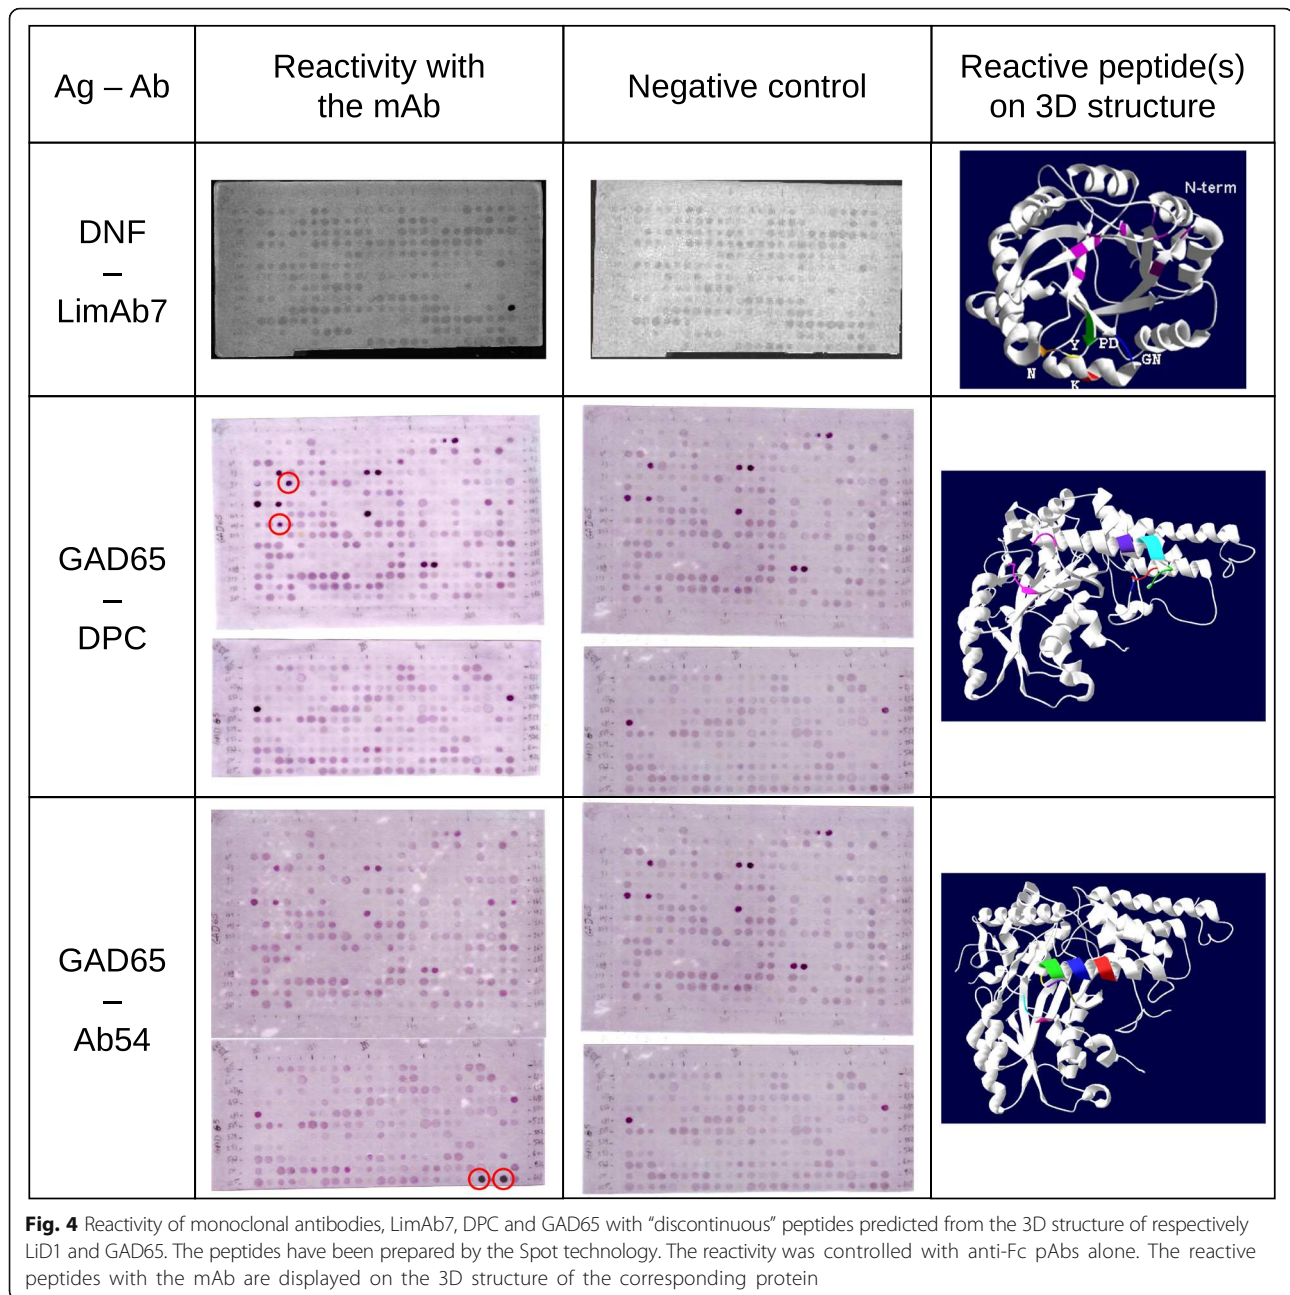 Ag – Ab
Reactivity with
the mAb
Negative control
Reactive peptide(s)
on 3D structure
DNF
–
LimAb7
N-term
Y
PD
GN
N
K
GAD65
–
DPC
GAD65
–
Ab54
Fig. 4 Reactivity of monoclonal antibodies, LimAb7, DPC and GAD65 with “discontinuous” peptides predicted from the 3D structure of respectively
LiD1 and GAD65. The peptides have been prepared by the Spot technology. The reactivity was controlled with anti-Fc pAbs alone. The reactive
peptides with the mAb are displayed on the 3D structure of the corresponding protein